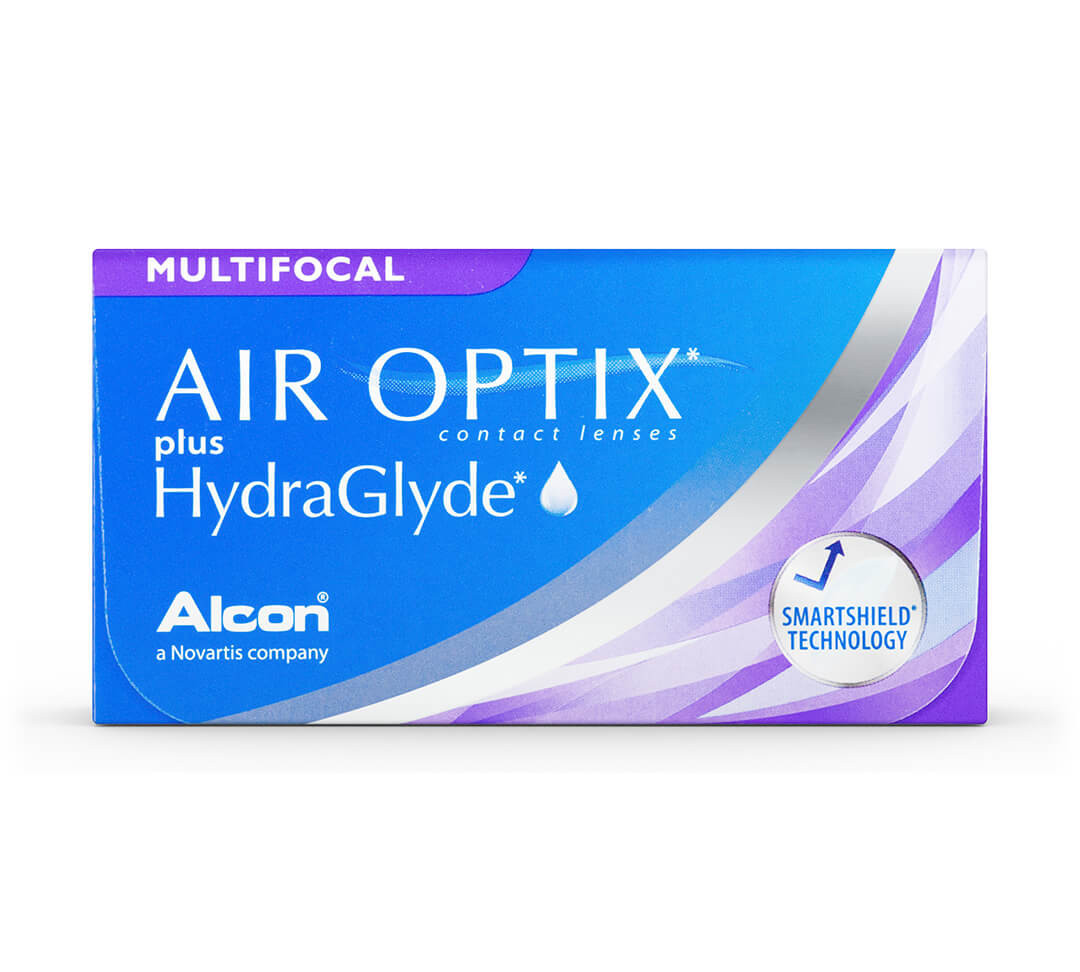 MULTIFOCAL
AIR OPTIX*
contact lenses
plus
HydraGlyde*
Alcon®
a Novartis company
SMARTSHIELD*
TECHNOLOGY